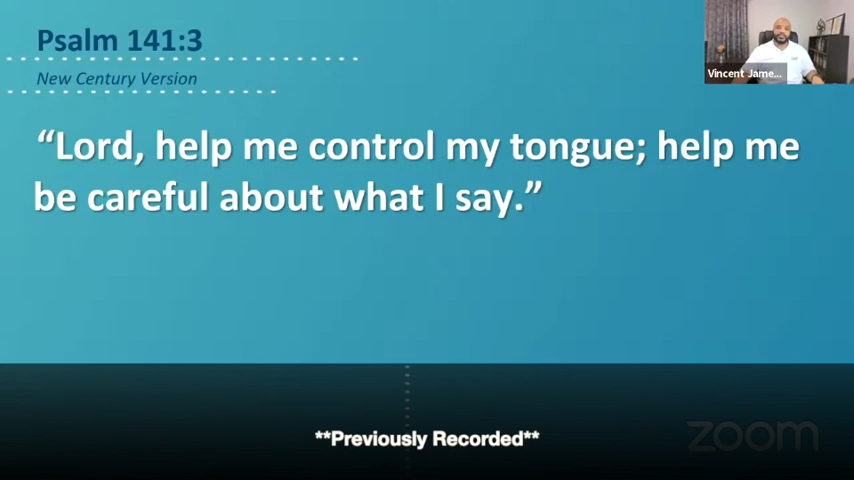 Psalm 141:3
New Century Version
Vincent Jame...
“Lord, help me control my tongue; help me
be careful about what I say.”
**Previously Recorded**
zoom